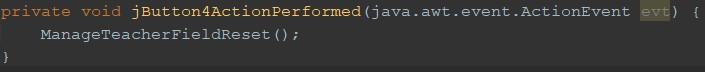 private void jButton4ActionPerformed(java.awt.event.ActionEvent evt) {
    ManageTeacherFieldReset();
}